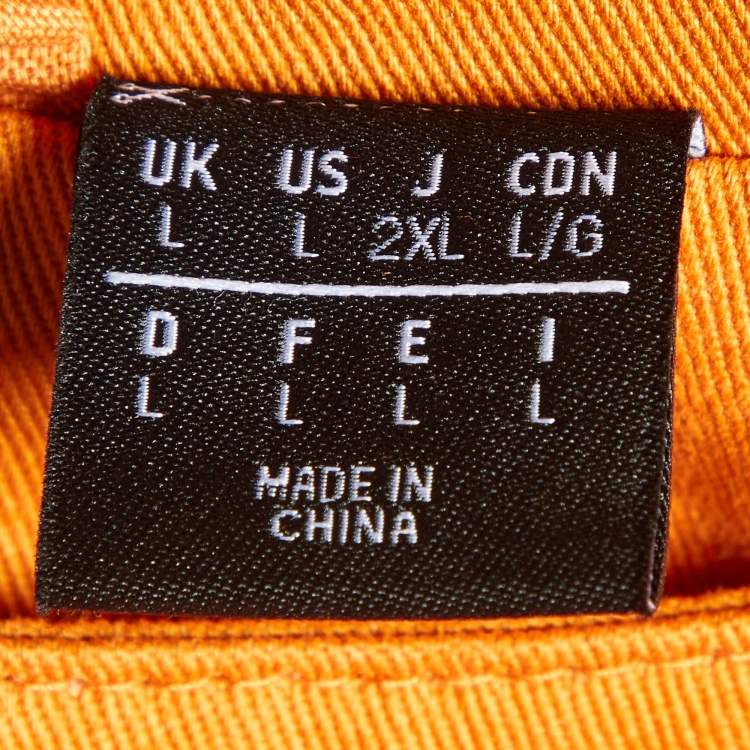 UK US J CDN
L L 2XL L/G
D F E I
L L L L
MADE IN
CHINA